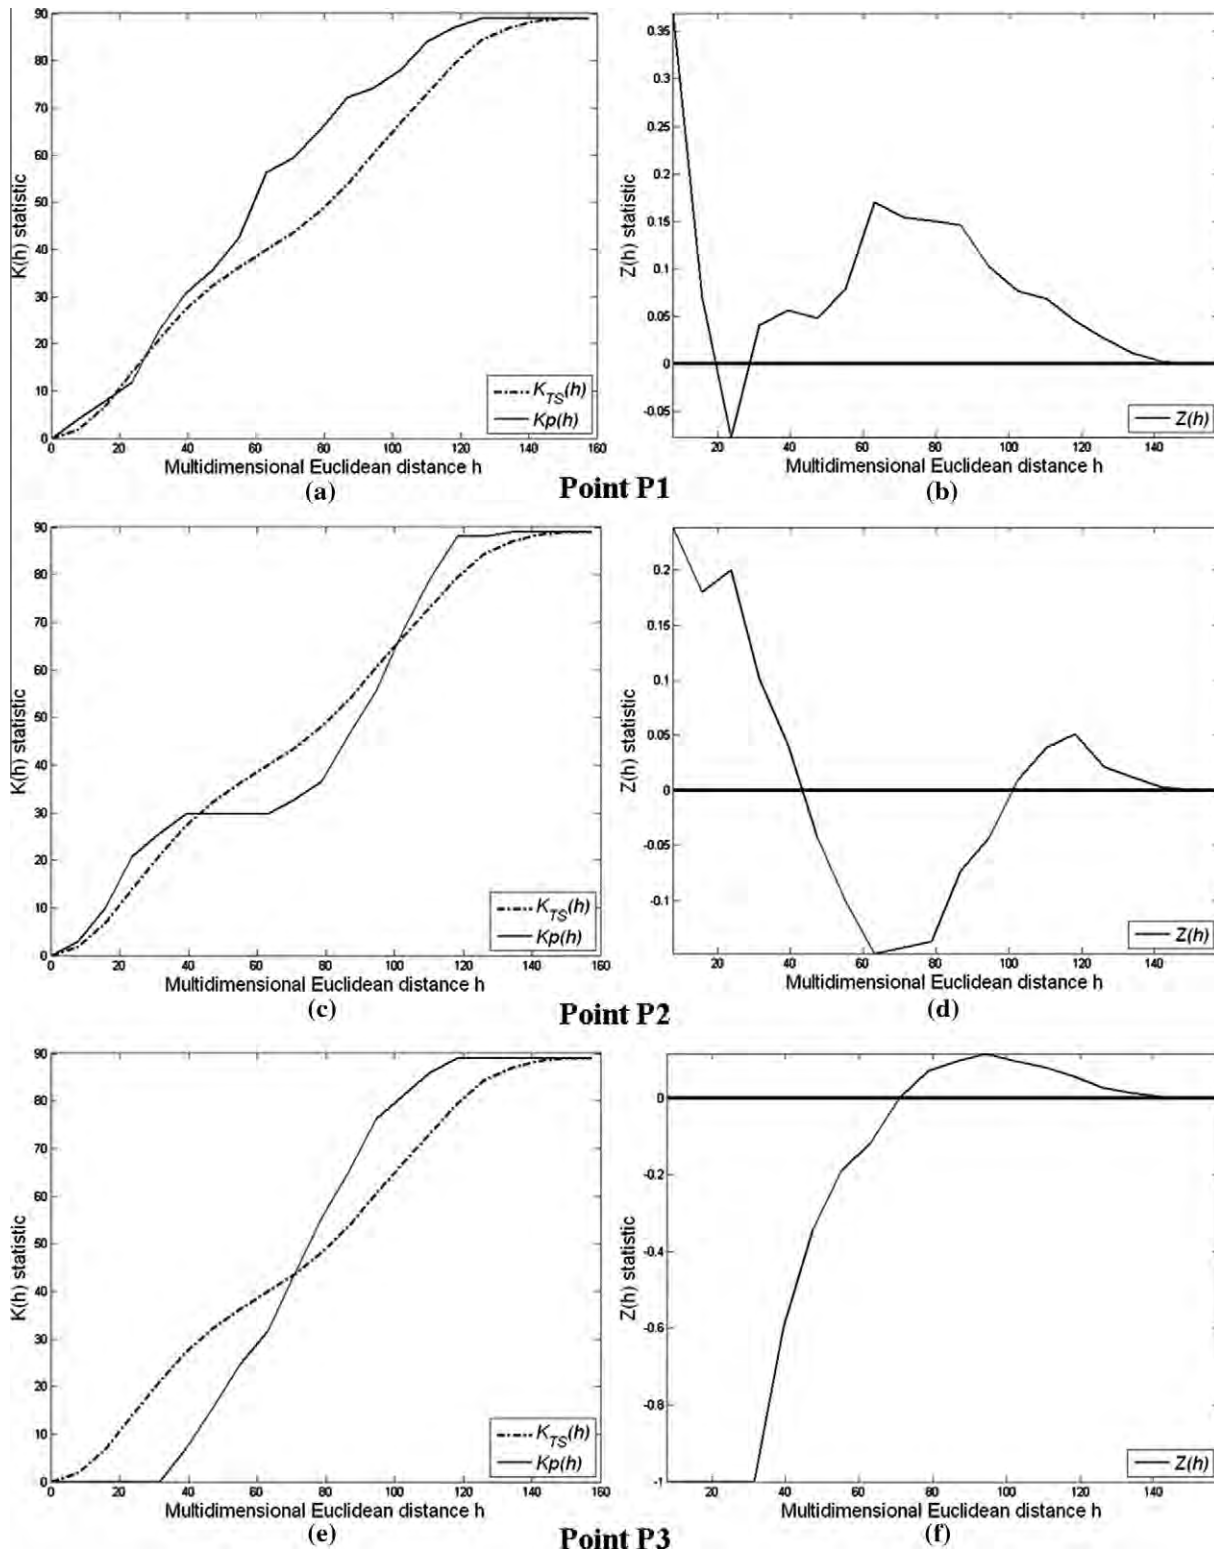 90
80
70
60
50
40
30
20
10
0
K(h) statistic
K_TS(h)
Kp(h)
0 20 40 60 80 100 120 140 160
Multidimensional Euclidean distance h
(a)
0.35
0.3
0.25
0.2
0.15
0.1
0.05
0
-0.05
Z(h) statistic
Z(h)
20 40 60 80 100 120 140
Multidimensional Euclidean distance h
(b)
Point P1
90
80
70
60
50
40
30
20
10
0
K(h) statistic
K_TS(h)
Kp(h)
0 20 40 60 80 100 120 140 160
Multidimensional Euclidean distance h
(c)
0.2
0.15
0.1
0.05
0
-0.05
-0.1
Z(h) statistic
Z(h)
20 40 60 80 100 120 140
Multidimensional Euclidean distance h
(d)
Point P2
90
80
70
60
50
40
30
20
10
0
K(h) statistic
K_TS(h)
Kp(h)
0 20 40 60 80 100 120 140 160
Multidimensional Euclidean distance h
(e)
0
-0.2
-0.4
-0.6
-0.8
-1
Z(h) statistic
Z(h)
20 40 60 80 100 120 140
Multidimensional Euclidean distance h
(f)
Point P3